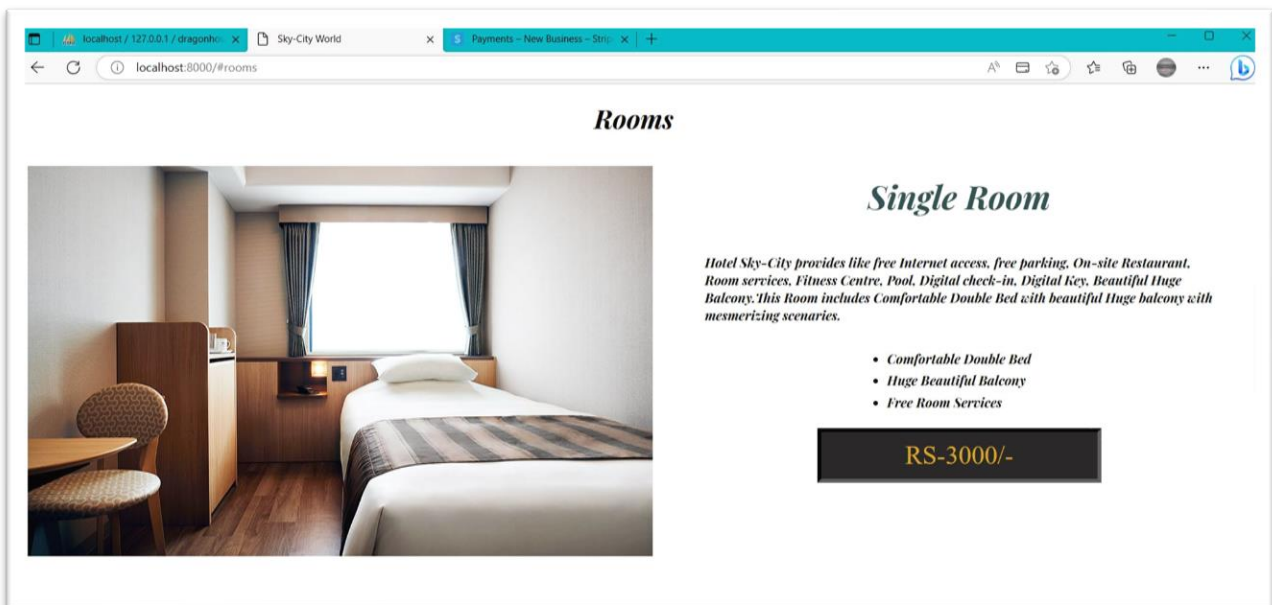 localhost / 127.0.0.1 / dragonho
Sky-City World
Payments – New Business – Strip
localhost:8000/#rooms
Rooms
Single Room
Hotel Sky-City provides like free Internet access, free parking, On-site Restaurant,
Room services, Fitness Centre, Pool, Digital check-in, Digital Key, Beautiful Huge
Balcony.This Room includes Comfortable Double Bed with beautiful Huge balcony with
mesmerizing scenaries.
• Comfortable Double Bed
• Huge Beautiful Balcony
• Free Room Services
RS-3000/-